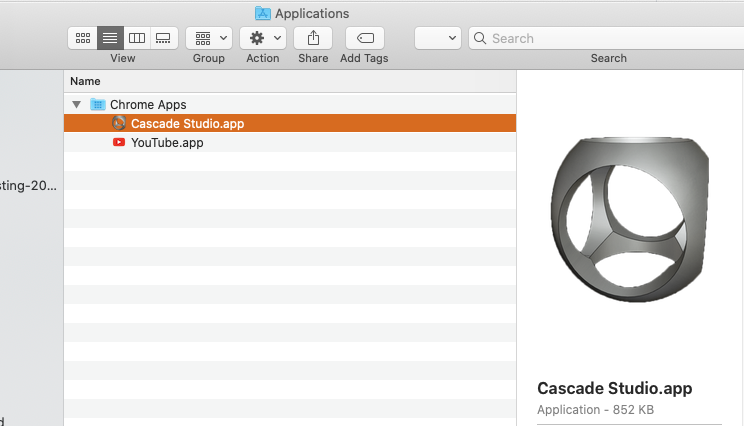 Applications
View
Group
Action
Share
Add Tags
Search
Search
Name
Chrome Apps
Cascade Studio.app
YouTube.app
sting-20...
d
Cascade Studio.app
Application - 852 KB